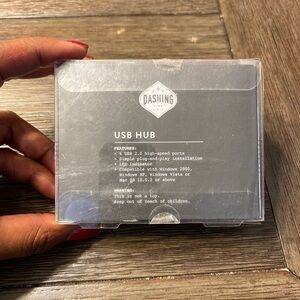 DASHING
USB HUB
FEATURES:
• 4 USB 2.0 high-speed ports
• Simple plug-and-play installation
• LED Indicator
• Compatible with Windows 2000,
Windows XP, Windows Vista or
Mac OS 10.0.2 or above
WARNING:
This is not a toy.
Keep out of reach of children.